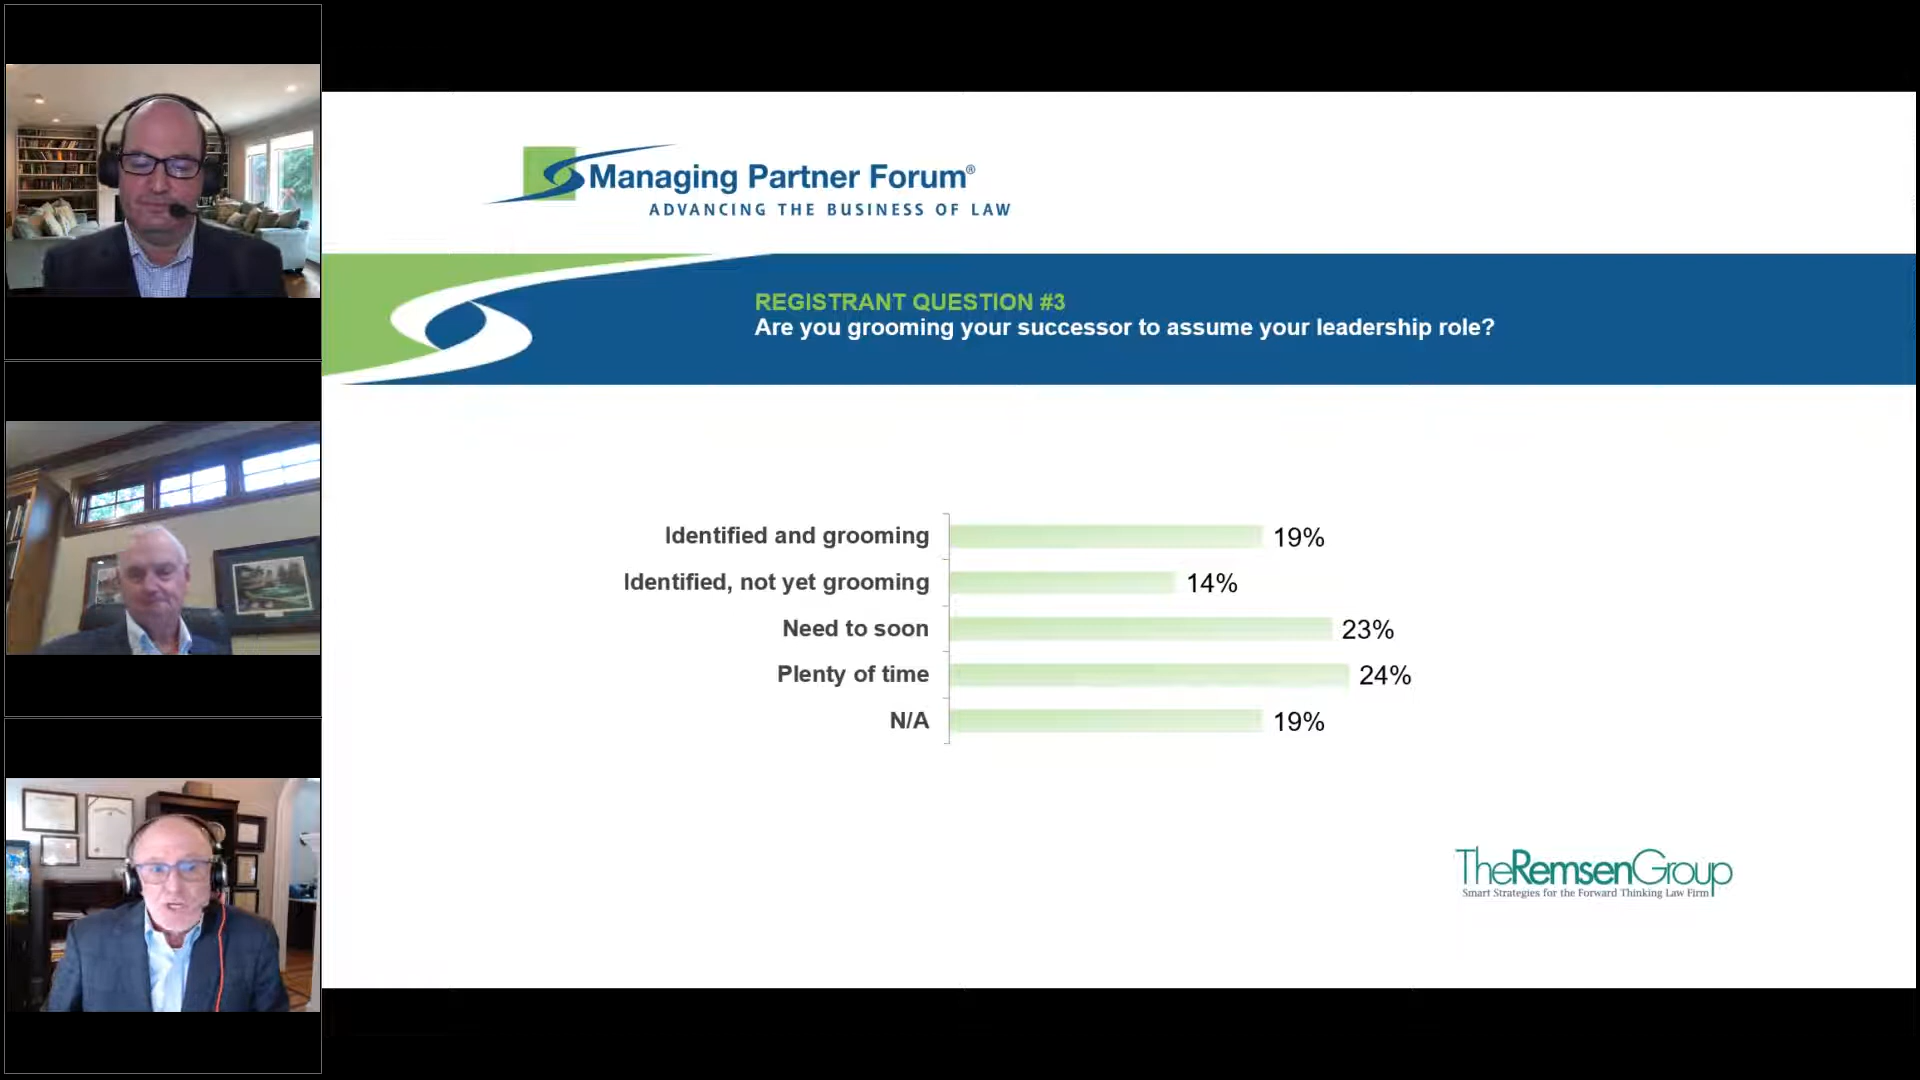 Managing Partner Forum®
ADVANCING THE BUSINESS OF LAW
REGISTRANT QUESTION #3
Are you grooming your successor to assume your leadership role?
Identified and grooming 19%
Identified, not yet grooming 14%
Need to soon 23%
Plenty of time 24%
N/A 19%
TheRemsenGroup
Smart Strategies for the Forward Thinking Law Firm